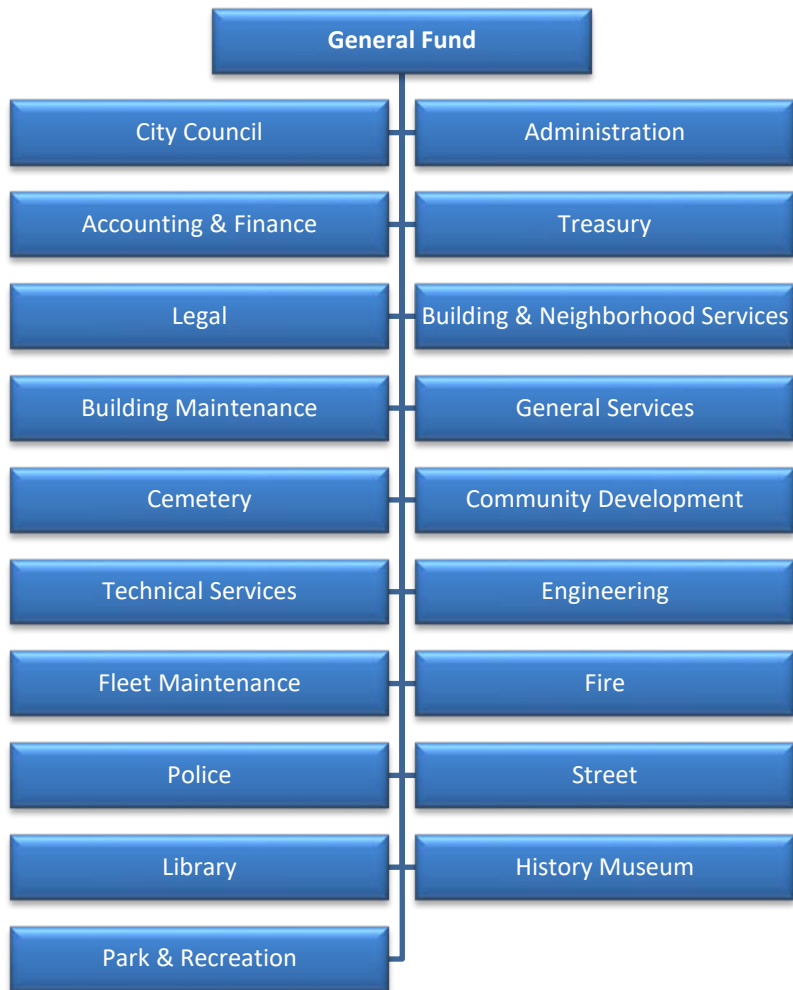 General Fund
City Council
Administration
Accounting & Finance
Treasury
Legal
Building & Neighborhood Services
Building Maintenance
General Services
Cemetery
Community Development
Technical Services
Engineering
Fleet Maintenance
Fire
Police
Street
Library
History Museum
Park & Recreation